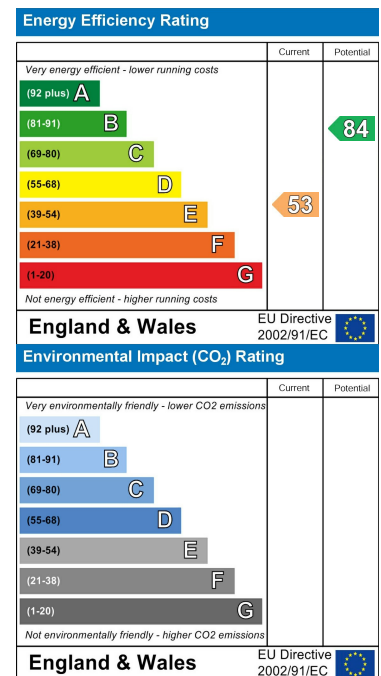 Energy Efficiency Rating
Current Potential
Very energy efficient - lower running costs
(92 plus) A
(81-91) B
84
(69-80) C
(55-68) D
(39-54) E
53
(21-38) F
(1-20) G
Not energy efficient - higher running costs
England & Wales
EU Directive
2002/91/EC
Environmental Impact (CO₂) Rating
Current Potential
Very environmentally friendly - lower CO2 emissions
(92 plus) A
(81-91) B
(69-80) C
(55-68) D
(39-54) E
(21-38) F
(1-20) G
Not environmentally friendly - higher CO2 emissions
England & Wales
EU Directive
2002/91/EC